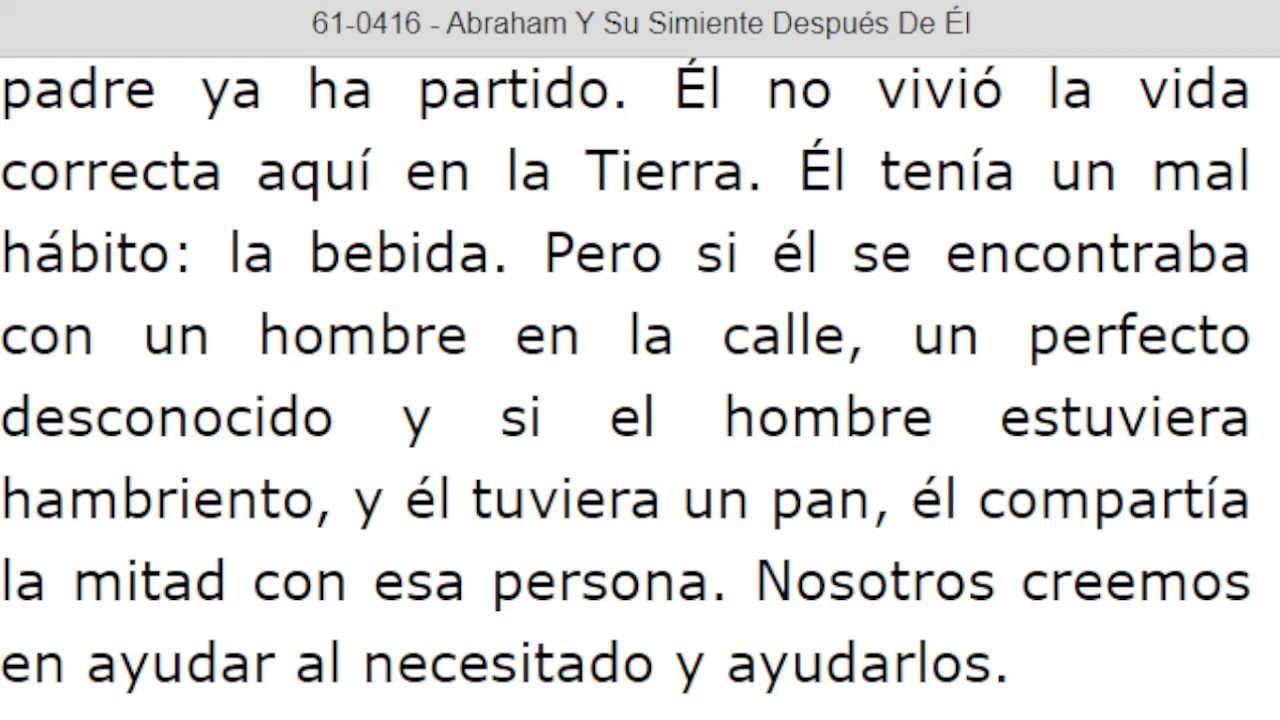 61-0416 - Abraham Y Su Simiente Después De Él
padre ya ha partido. Él no vivió la vida
correcta aquí en la Tierra. Él tenía un mal
hábito: la bebida. Pero si él se encontraba
con un hombre en la calle, un perfecto
desconocido y si el hombre estuviera
hambriento, y él tuviera un pan, él compartía
la mitad con esa persona. Nosotros creemos
en ayudar al necesitado y ayudarlos.